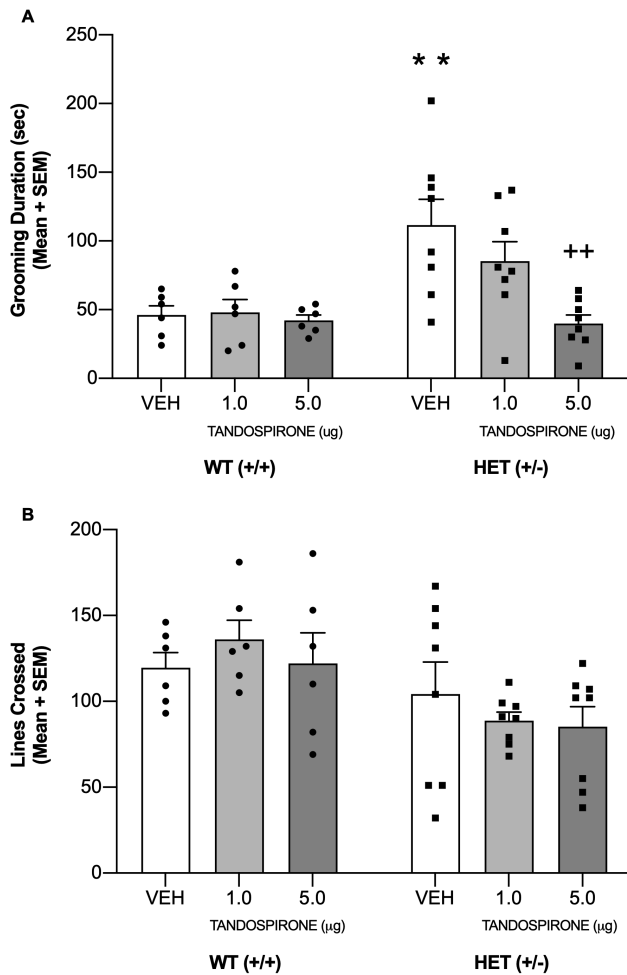 A
250
200
150
100
50
0
Grooming Duration (sec)
(Mean + SEM)
* *
++
VEH 1.0 5.0 VEH 1.0 5.0
TANDOSPIRONE (ug) TANDOSPIRONE (ug)
WT (+/+) HET (+/-)
B
200
150
100
50
0
Lines Crossed
(Mean + SEM)
VEH 1.0 5.0 VEH 1.0 5.0
TANDOSPIRONE (μg) TANDOSPIRONE (μg)
WT (+/+) HET (+/-)